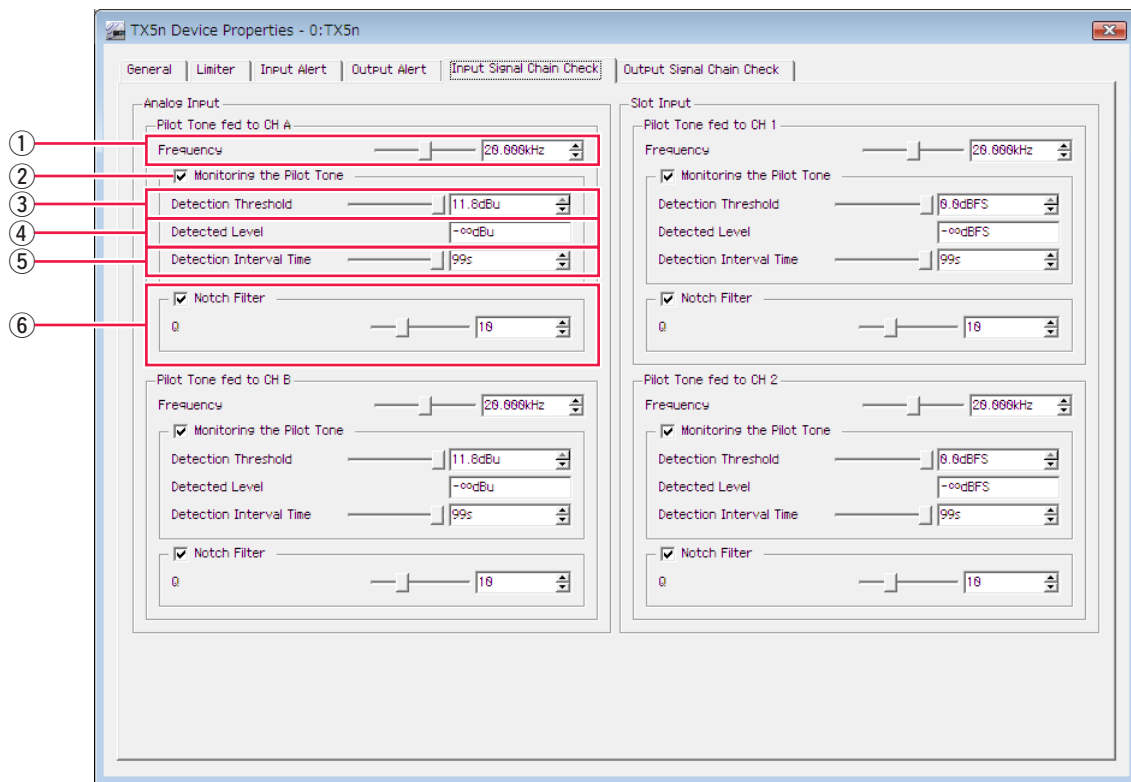 TX5n Device Properties - 0:TX5n
General Limiter Input Alert Output Alert Input Signal Chain Check Output Signal Chain Check
Analog Input
Pilot Tone fed to CH A
① Frequency 20.000kHz
② Monitoring the Pilot Tone
③ Detection Threshold 11.8dBu
④ Detected Level -∞dBu
⑤ Detection Interval Time 99s
⑥ Notch Filter
Q 10
Pilot Tone fed to CH B
Frequency 20.000kHz
Monitoring the Pilot Tone
Detection Threshold 11.8dBu
Detected Level -∞dBu
Detection Interval Time 99s
Notch Filter
Q 10
Slot Input
Pilot Tone fed to CH 1
Frequency 20.000kHz
Monitoring the Pilot Tone
Detection Threshold 0.0dBFS
Detected Level -∞dBFS
Detection Interval Time 99s
Notch Filter
Q 10
Pilot Tone fed to CH 2
Frequency 20.000kHz
Monitoring the Pilot Tone
Detection Threshold 0.0dBFS
Detected Level -∞dBFS
Detection Interval Time 99s
Notch Filter
Q 10